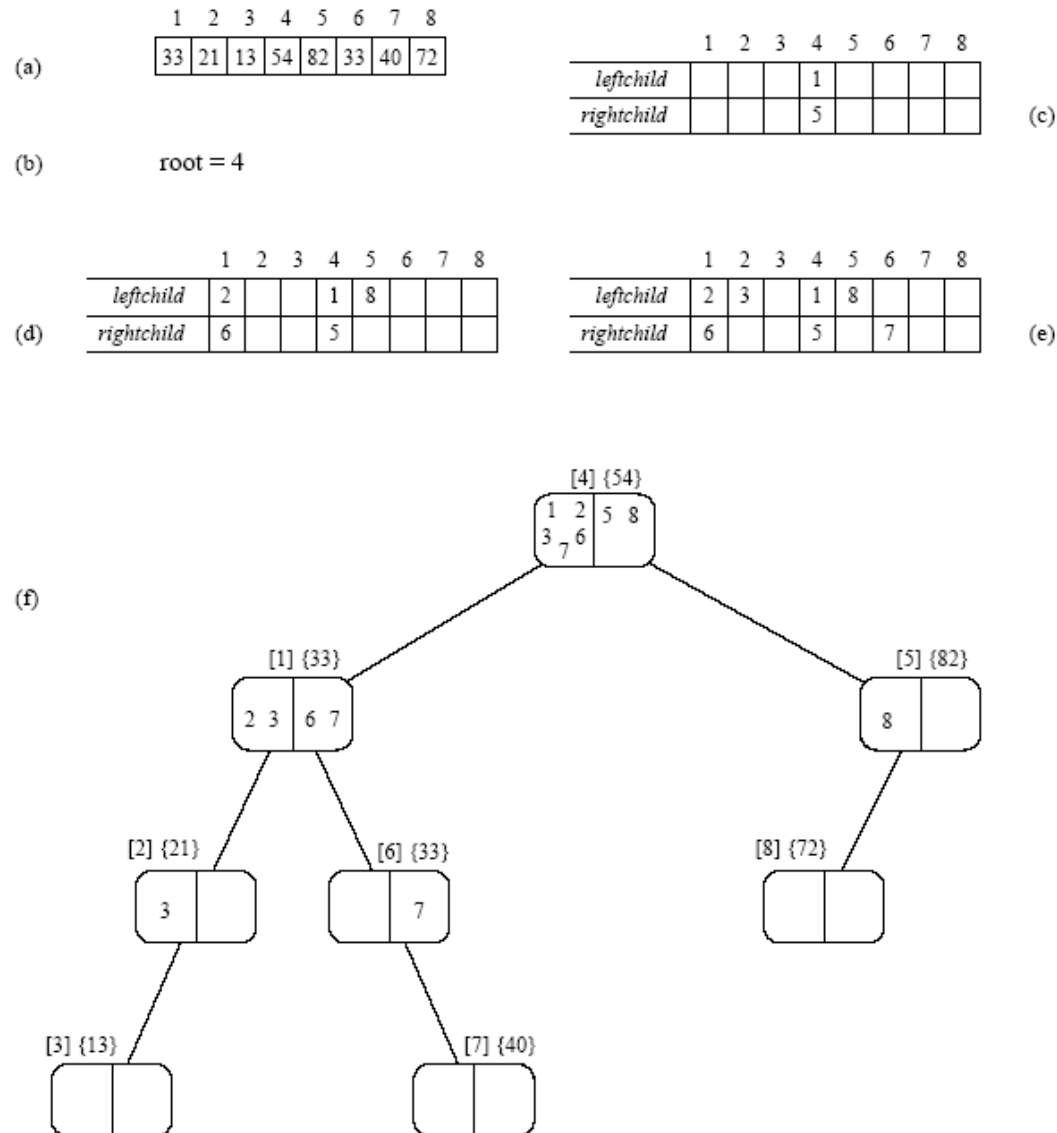 1 2 3 4 5 6 7 8
(a) 33 21 13 54 82 33 40 72
(b) root = 4
1 2 3 4 5 6 7 8
leftchild 1
rightchild 5
(c)
1 2 3 4 5 6 7 8
leftchild 2 1 8
(d) rightchild 6 5
1 2 3 4 5 6 7 8
leftchild 2 3 1 8
rightchild 6 5 7 (e)
(f)
[4] {54}
1 2 5 8
3 6
7
[1] {33} [5] {82}
2 3 6 7 8
[2] {21} [6] {33} [8] {72}
3 7
[3] {13} [7] {40}